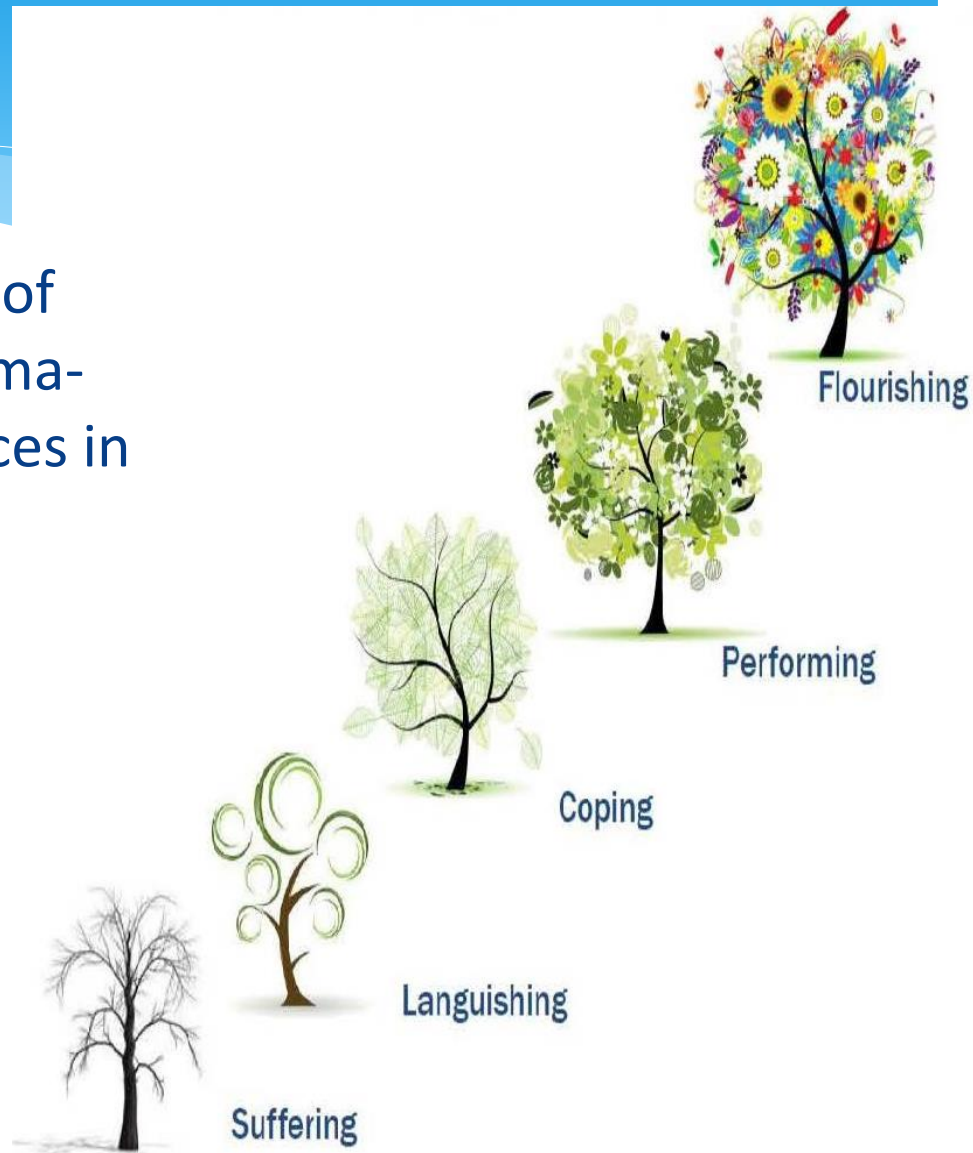 of
ma-
ces in
Flourishing
Performing
Coping
Languishing
Suffering